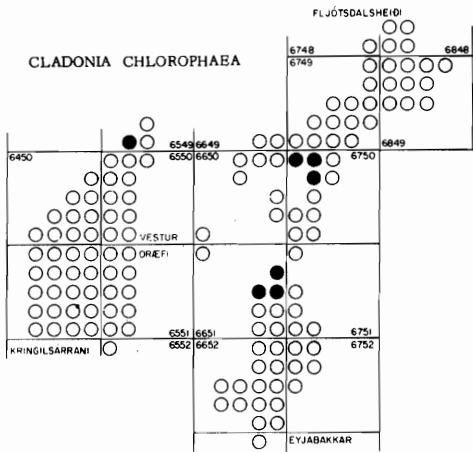 FLJÓTSDALSHEIÐI
6748 6848
6749
CLADONIA CHLOROPHAEA
6549 6649 6849
6450 6550 6650 6750
VESTUR
ÖRÆFI
6551 6651 6751
KRINGILSÁRRANI 6552 6652 6752
EYJABAKKAR